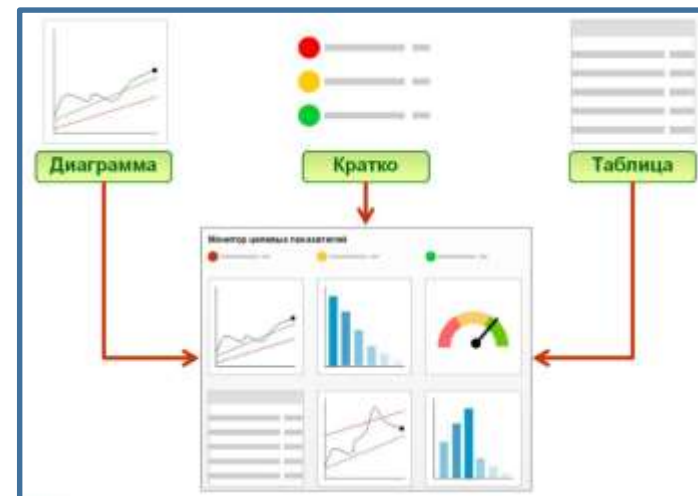 Диаграмма
Кратко
Таблица
Монитор целевых показателей